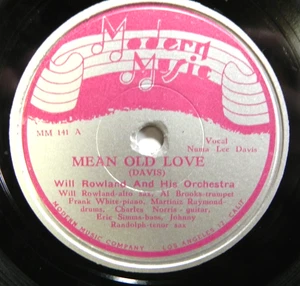 Modern
Music
MM 141 A
Vocal
Nunia Lee Davis
MEAN OLD LOVE
(DAVIS)
Will Rowland And His Orchestra
Will Rowland-alto sax, Al Brooks-trumpet
Frank White-piano, Martinis Raymond
drums, Charles Norris - guitar,
Eric Simms-bass, Johnny
Randolph-tenor sax
MODERN MUSIC COMPANY LOS ANGELES CALIF.